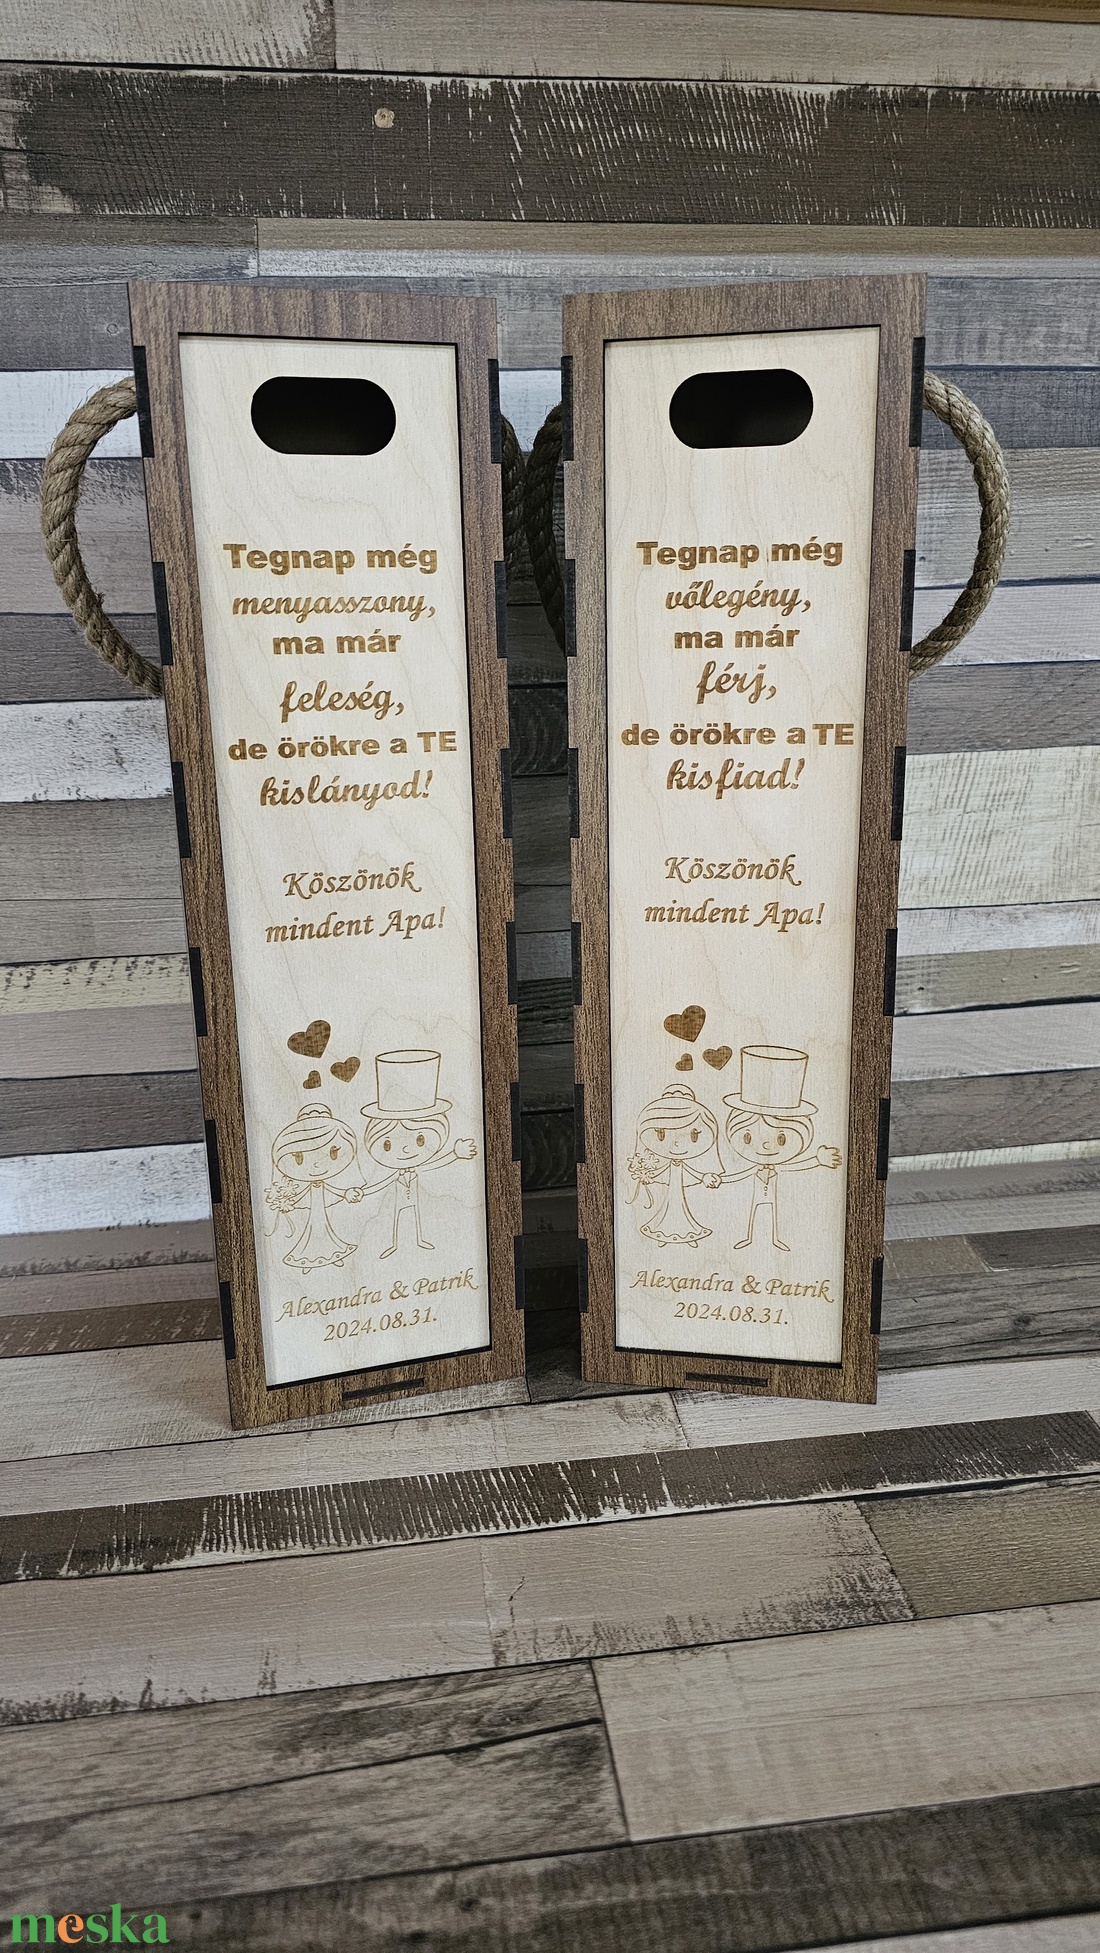 Tegnap még
menyasszony,
ma már
feleség,
de örökre a TE
kislányod!
Köszönök
mindent Apa!
Alexandra & Patrik
2024.08.31.
Tegnap még
vőlegény,
ma már
férj,
de örökre a TE
kisfiad!
Köszönök
mindent Apa!
Alexandra & Patrik
2024.08.31.
meska